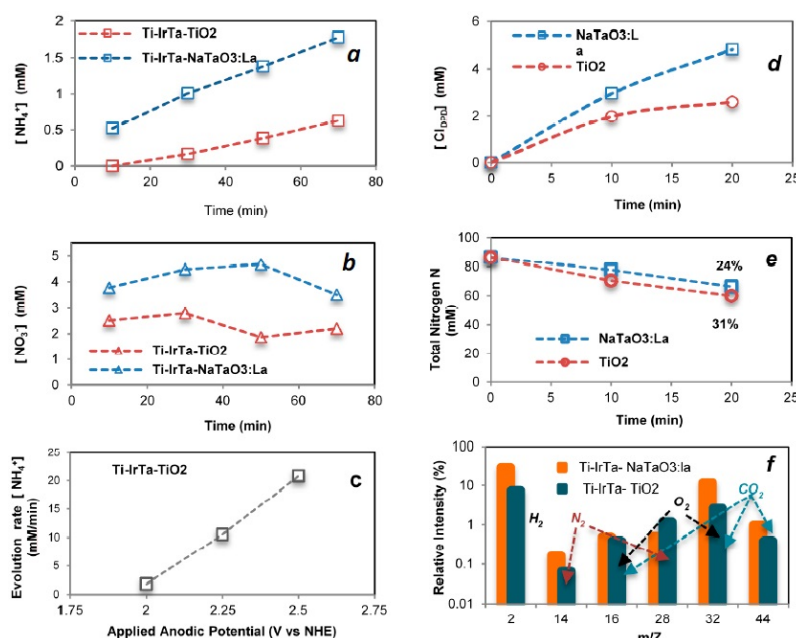 2
1.5
1
0.5
0
[ NH₄⁺] (mM)
Ti-IrTa-TiO2
Ti-IrTa-NaTaO3:La
a
0 20 40 60 80
Time (min)
6
4
2
0
[ Cl_DPD] (mM)
NaTaO3:L
a
TiO2
d
0 5 10 15 20 25
Time (min)
5
4
3
2
1
0
[ NO₃⁻] (mM)
b
Ti-IrTa-TiO2
Ti-IrTa-NaTaO3:La
0 20 40 60 80
Time (min)
100
80
60
40
20
0
Total Nitrogen N
(mM)
24%
e
31%
NaTaO3:La
TiO2
0 5 10 15 20 25
Time (min)
25
20
15
10
5
0
Evolution rate [ NH₄⁺]
(mM/min)
Ti-IrTa-TiO2
c
1.75 2 2.25 2.5 2.75
Applied Anodic Potential (V vs NHE)
100
10
1
0.1
0.01
Relative Intensity (%)
Ti-IrTa- NaTaO3:la
Ti-IrTa- TiO2
f
H₂
N₂
O₂
CO₂
2 14 16 28 32 44
m/Z